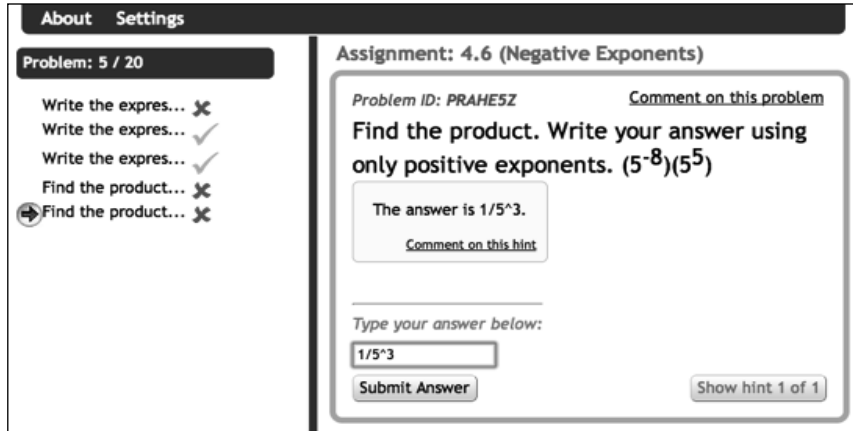 About Settings
Problem: 5 / 20
Write the expres...
Write the expres...
Write the expres...
Find the product...
Find the product...
Assignment: 4.6 (Negative Exponents)
Problem ID: PRAHE5Z Comment on this problem
Find the product. Write your answer using
only positive exponents. (5⁻⁸)(5⁵)
The answer is 1/5^3.
Comment on this hint
Type your answer below:
1/5^3
Submit Answer Show hint 1 of 1